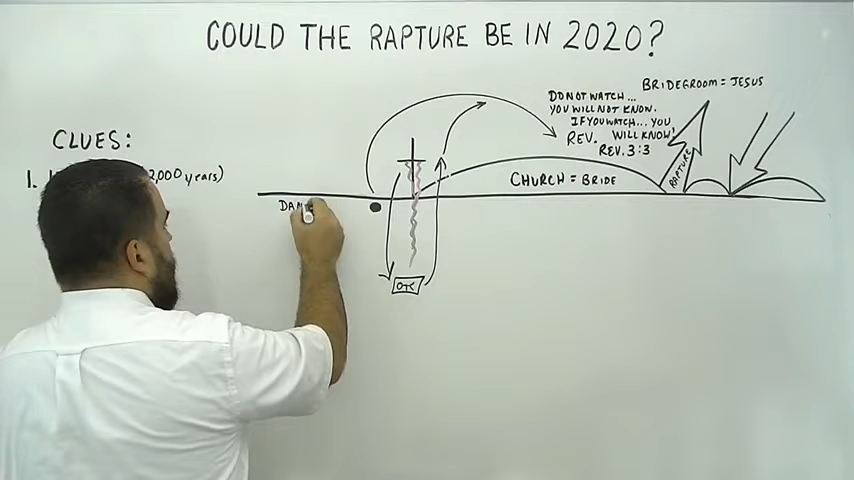 COULD THE RAPTURE BE IN 2020?
BRIDEGROOM = JESUS
DO NOT WATCH...
YOU WILL NOT KNOW.
IF YOU WATCH... YOU
WILL KNOW!
REV. 3:3
REV.
CLUES:
1.
2,000 years)
RAPTURE
CHURCH = BRIDE
DAN